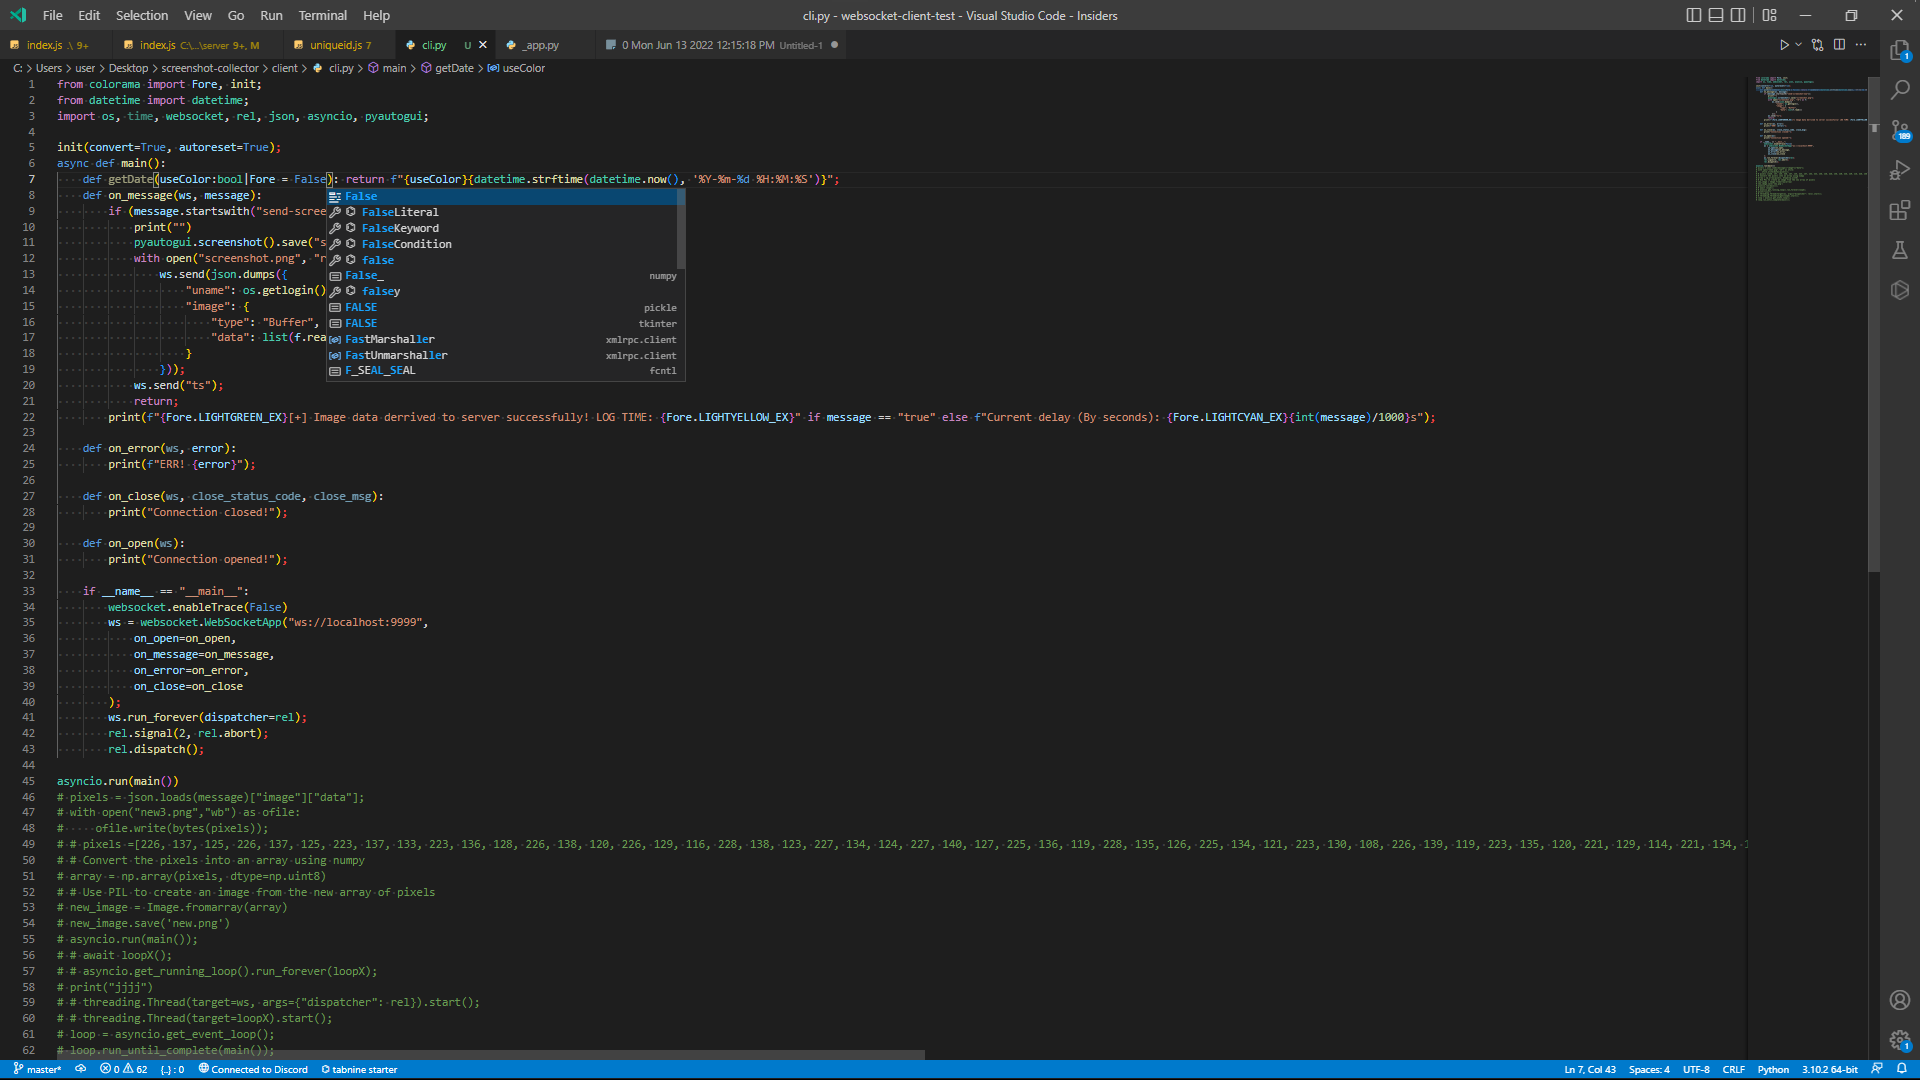 File Edit Selection View Go Run Terminal Help
cli.py - websocket-client-test - Visual Studio Code - Insiders
index.js .\ 9+
index.js C:\...\server 9+, M
uniqueid.js 7
cli.py U
_app.py
0 Mon Jun 13 2022 12:15:18 PM Untitled-1
C: > Users > user > Desktop > screenshot-collector > client > cli.py > main > getDate > useColor
1 from colorama import Fore, init;
2 from datetime import datetime;
3 import os, time, websocket, rel, json, asyncio, pyautogui;
4
5 init(convert=True, autoreset=True);
6 async def main():
7 def getDate(useColor:bool|Fore = False): return f"{useColor}{datetime.strftime(datetime.now(), '%Y-%m-%d %H:%M:%S')}";
8 def on_message(ws, message):
9 if (message.startswith("send-scree
10 print("")
11 pyautogui.screenshot().save("s
12 with open("screenshot.png", "r
13 ws.send(json.dumps({
14 "uname": os.getlogin()
15 "image": {
16 "type": "Buffer",
17 "data": list(f.rea
18 }
19 }));
20 ws.send("ts");
21 return;
False
FalseLiteral
FalseKeyword
FalseCondition
false
False_ numpy
falsey
FALSE pickle
FALSE tkinter
FastMarshaller xmlrpc.client
FastUnmarshaller xmlrpc.client
F_SEAL_SEAL fcntl
22 print(f"{Fore.LIGHTGREEN_EX}[+] Image data derrived to server successfully! LOG TIME: {Fore.LIGHTYELLOW_EX}" if message == "true" else f"Current delay (By seconds): {Fore.LIGHTCYAN_EX}{int(message)/1000}s");
23
24 def on_error(ws, error):
25 print(f"ERR! {error}");
26
27 def on_close(ws, close_status_code, close_msg):
28 print("Connection closed!");
29
30 def on_open(ws):
31 print("Connection opened!");
32
33 if __name__ == "__main__":
34 websocket.enableTrace(False)
35 ws = websocket.WebSocketApp("ws://localhost:9999",
36 on_open=on_open,
37 on_message=on_message,
38 on_error=on_error,
39 on_close=on_close
40 );
41 ws.run_forever(dispatcher=rel);
42 rel.signal(2, rel.abort);
43 rel.dispatch();
44
45 asyncio.run(main())
46 # pixels = json.loads(message)["image"]["data"];
47 # with open("new3.png","wb") as ofile:
48 # ofile.write(bytes(pixels));
49 # # pixels =[226, 137, 125, 226, 137, 125, 223, 137, 133, 223, 136, 128, 226, 138, 120, 226, 129, 116, 228, 138, 123, 227, 134, 124, 227, 140, 127, 225, 136, 119, 228, 135, 126, 225, 134, 121, 223, 130, 108, 226, 139, 119, 223, 135, 120, 221, 129, 114, 221, 134, 1
50 # # Convert the pixels into an array using numpy
51 # array = np.array(pixels, dtype=np.uint8)
52 # # Use PIL to create an image from the new array of pixels
53 # new_image = Image.fromarray(array)
54 # new_image.save('new.png')
55 # asyncio.run(main());
56 # # await loopX();
57 # # asyncio.get_running_loop().run_forever(loopX);
58 # print("jjjj")
59 # # threading.Thread(target=ws, args={"dispatcher": rel}).start();
60 # # threading.Thread(target=loopX).start();
61 # loop = asyncio.get_event_loop();
62 # loop.run_until_complete(main());
1
189
1
master* 0 62 {..} : 0 Connected to Discord tabnine starter
Ln 7, Col 43 Spaces: 4 UTF-8 CRLF Python 3.10.2 64-bit